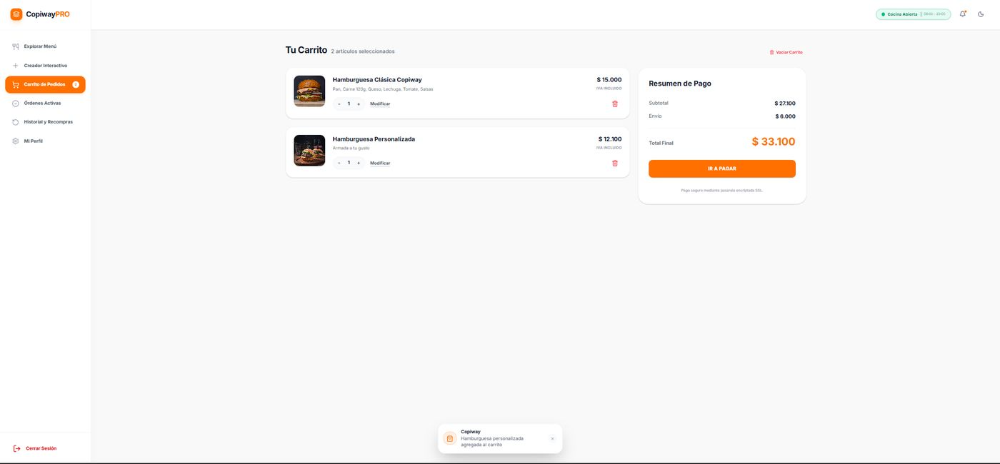 CopiwayPRO
Cocina Abierta | 08:00 - 23:00
Explorar Menú
Creador Interactivo
Carrito de Pedidos 2
Órdenes Activas
Historial y Recompras
Mi Perfil
Cerrar Sesión
Tu Carrito 2 artículos seleccionados
Vaciar Carrito
Hamburguesa Clásica Copiway $ 15.000
Pan, Carne 120g, Queso, Lechuga, Tomate, Salsas IVA INCLUIDO
- 1 + Modificar
Hamburguesa Personalizada $ 12.100
Armada a tu gusto IVA INCLUIDO
- 1 + Modificar
Resumen de Pago
Subtotal $ 27.100
Envío $ 6.000
Total Final $ 33.100
IR A PAGAR
Pago seguro mediante pasarela encriptada SSL.
Copiway
Hamburguesa personalizada
agregada al carrito